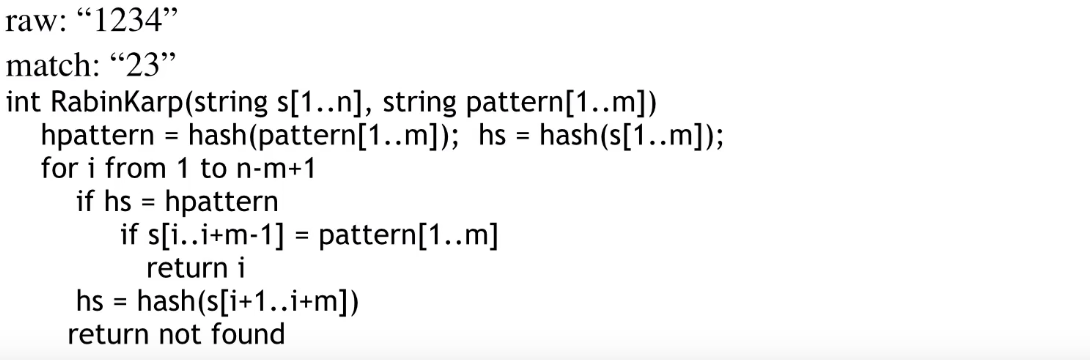 raw: “1234”
match: “23”
int RabinKarp(string s[1..n], string pattern[1..m])
hpattern = hash(pattern[1..m]);  hs = hash(s[1..m]);
for i from 1 to n-m+1
if hs = hpattern
if s[i..i+m-1] = pattern[1..m]
return i
hs = hash(s[i+1..i+m])
return not found